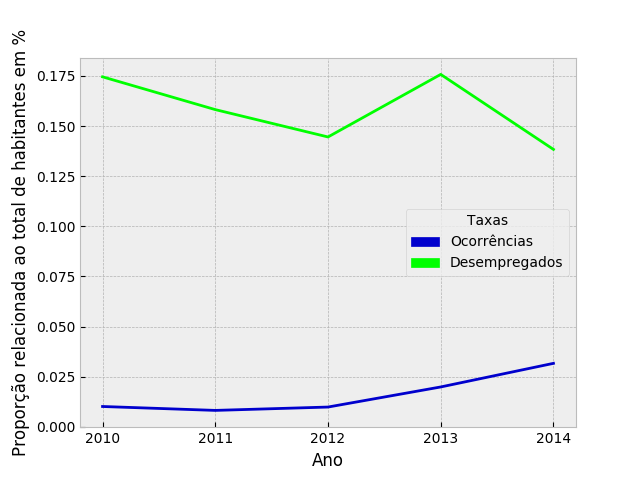 Proporção relacionada ao total de habitantes em %
0.175
0.150
0.125
0.100
0.075
0.050
0.025
0.000
Taxas
Ocorrências
Desempregados
2010 2011 2012 2013 2014
Ano